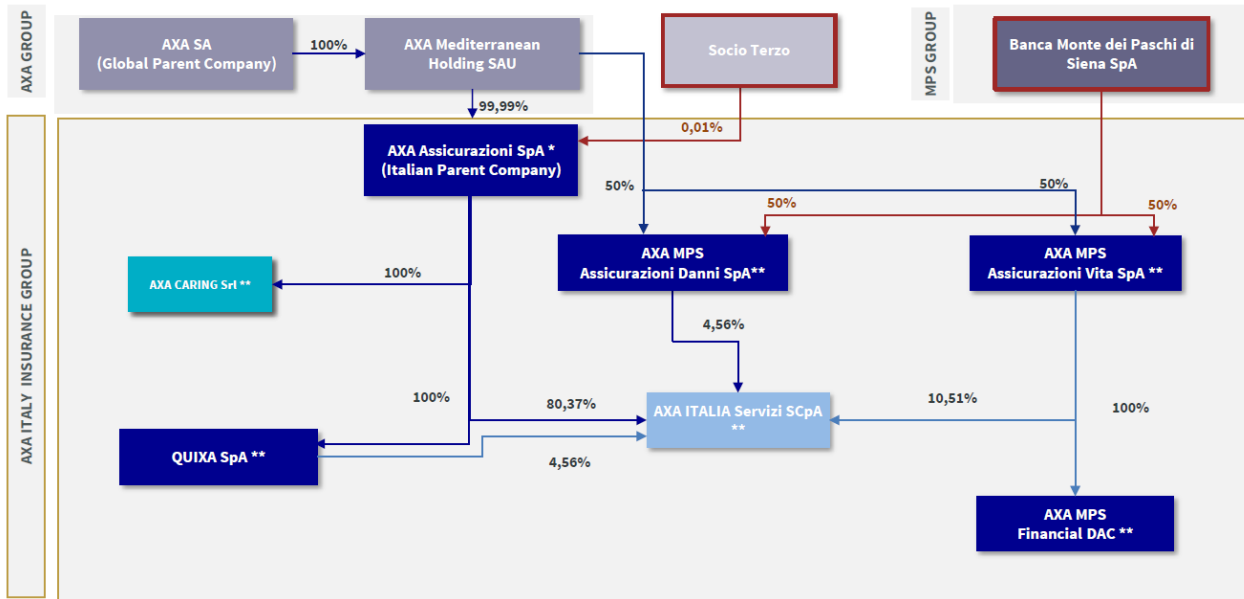 AXA GROUP
AXA SA
(Global Parent Company)
100%
AXA Mediterranean
Holding SAU
Socio Terzo
MPS GROUP
Banca Monte dei Paschi di
Siena SpA
99,99%
0,01%
AXA ITALY INSURANCE GROUP
AXA Assicurazioni SpA *
(Italian Parent Company)
50%
50%
50%
50%
AXA MPS
Assicurazioni Danni SpA**
AXA MPS
Assicurazioni Vita SpA **
AXA CARING Srl **
100%
4,56%
100%
80,37%
AXA ITALIA Servizi SCpA
**
10,51%
100%
QUIXA SpA **
4,56%
AXA MPS
Financial DAC **